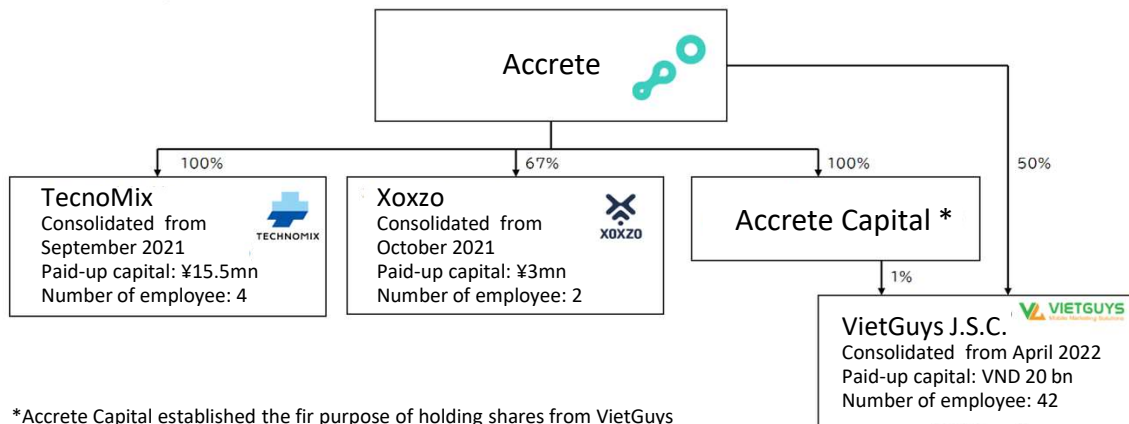 Accrete
100%
67%
100%
50%
TecnoMix
Consolidated from
September 2021
Paid-up capital: ¥15.5mn
Number of employee: 4
TECHNOMIX
Xoxzo
Consolidated from
October 2021
Paid-up capital: ¥3mn
Number of employee: 2
XOXZO
Accrete Capital *
1%
VietGuys J.S.C.
VIETGUYS
Mobile Marketing Solutions
Consolidated from April 2022
Paid-up capital: VND 20 bn
Number of employee: 42
*Accrete Capital established the fir purpose of holding shares from VietGuys